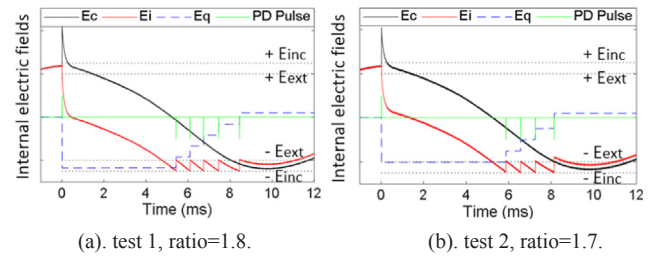 Ec Ei Eq PD Pulse
(a)
Internal electric fields
+ Einc
+ Eext
- Eext
- Einc
0 2 4 6 8 10 12
Time (ms)
(a). test 1, ratio=1.8.
Ec Ei Eq PD Pulse
(b)
Internal electric fields
+ Einc
+ Eext
- Eext
- Einc
0 2 4 6 8 10 12
Time (ms)
(b). test 2, ratio=1.7.